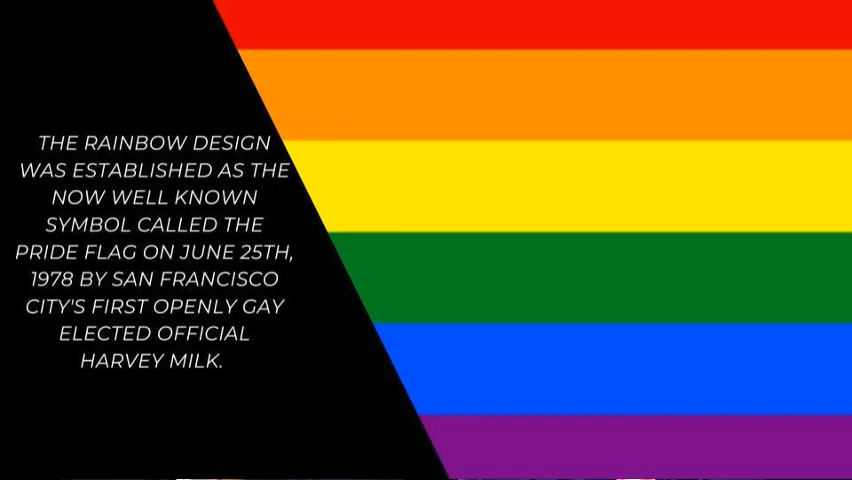 THE RAINBOW DESIGN
WAS ESTABLISHED AS THE
NOW WELL KNOWN
SYMBOL CALLED THE
PRIDE FLAG ON JUNE 25TH,
1978 BY SAN FRANCISCO
CITY'S FIRST OPENLY GAY
ELECTED OFFICIAL
HARVEY MILK.